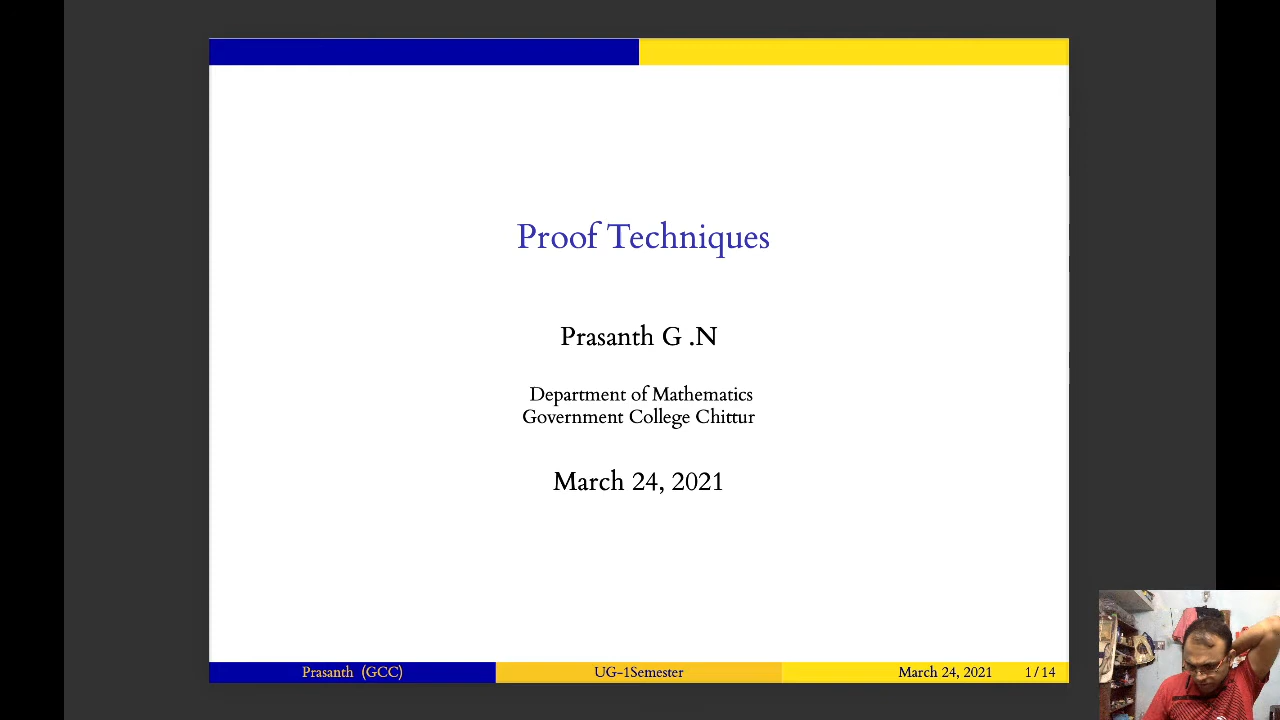 Proof Techniques
Prasanth G .N
Department of Mathematics
Government College Chittur
March 24, 2021
Prasanth (GCC) UG-1Semester March 24, 2021 1 / 14